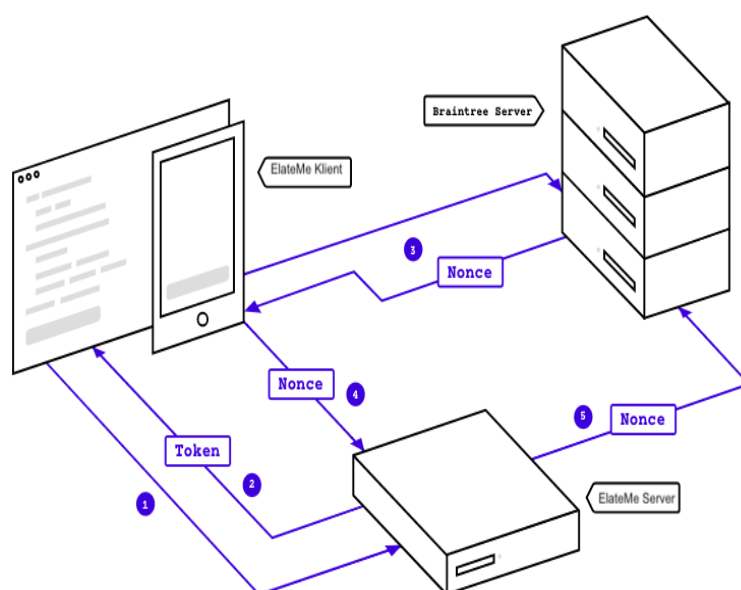 Braintree Server
ElateMe Klient
3
Nonce
Nonce
4
5
Nonce
Token
2
1
ElateMe Server